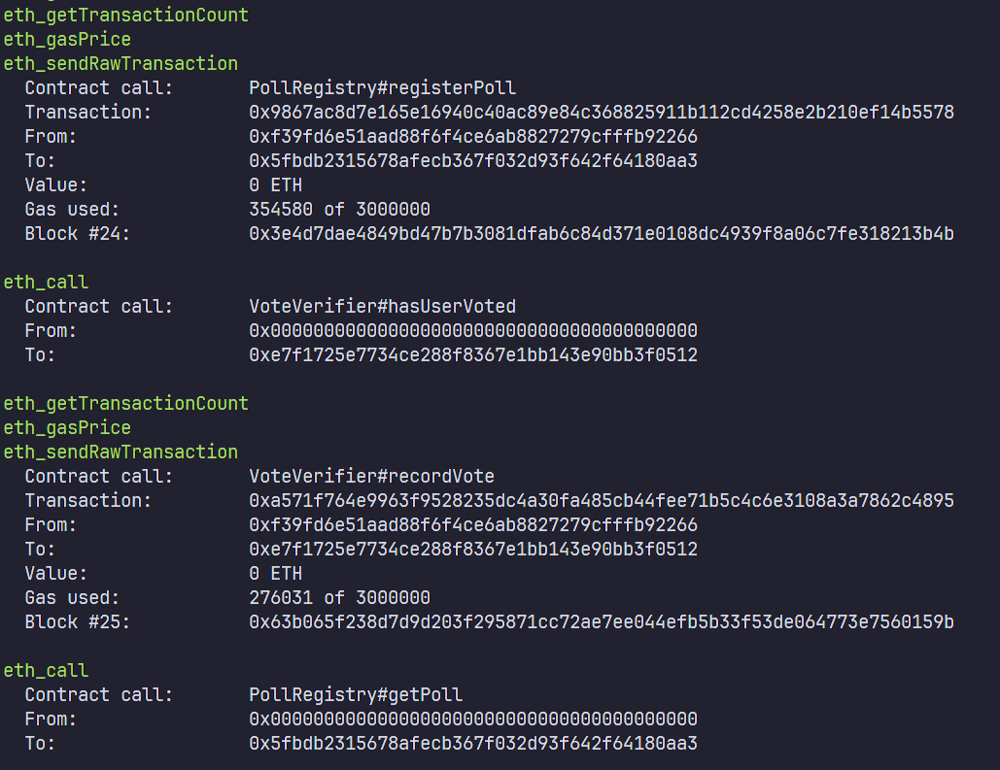 eth_getTransactionCount
eth_gasPrice
eth_sendRawTransaction
Contract call: PollRegistry#registerPoll
Transaction: 0x9867ac8d7e165e16940c40ac89e84c368825911b112cd4258e2b210ef14b5578
From: 0xf39fd6e51aad88f6f4ce6ab8827279cfffb92266
To: 0x5fbdb2315678afecb367f032d93f642f64180aa3
Value: 0 ETH
Gas used: 354580 of 3000000
Block #24: 0x3e4d7dae4849bd47b7b3081dfab6c84d371e0108dc4939f8a06c7fe318213b4b
eth_call
Contract call: VoteVerifier#hasUserVoted
From: 0x0000000000000000000000000000000000000000
To: 0xe7f1725e7734ce288f8367e1bb143e90bb3f0512
eth_getTransactionCount
eth_gasPrice
eth_sendRawTransaction
Contract call: VoteVerifier#recordVote
Transaction: 0xa571f764e9963f9528235dc4a30fa485cb44fee71b5c4c6e3108a3a7862c4895
From: 0xf39fd6e51aad88f6f4ce6ab8827279cfffb92266
To: 0xe7f1725e7734ce288f8367e1bb143e90bb3f0512
Value: 0 ETH
Gas used: 276031 of 3000000
Block #25: 0x63b065f238d7d9d203f295871cc72ae7ee044efb5b33f53de064773e7560159b
eth_call
Contract call: PollRegistry#getPoll
From: 0x0000000000000000000000000000000000000000
To: 0x5fbdb2315678afecb367f032d93f642f64180aa3